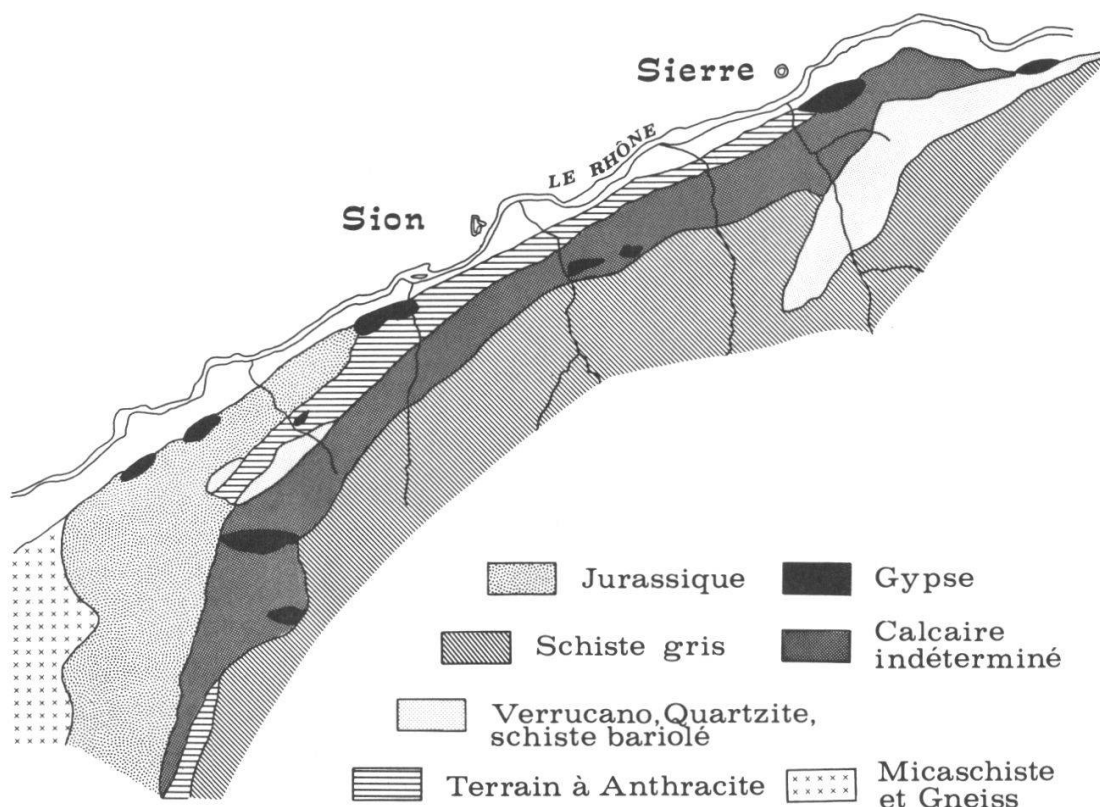 Sierre
LE RHÔNE
Sion
Jurassique
Gypse
Schiste gris
Calcaire
indéterminé
Verrucano, Quartzite,
schiste bariolé
Terrain à Anthracite
Micaschiste
et Gneiss